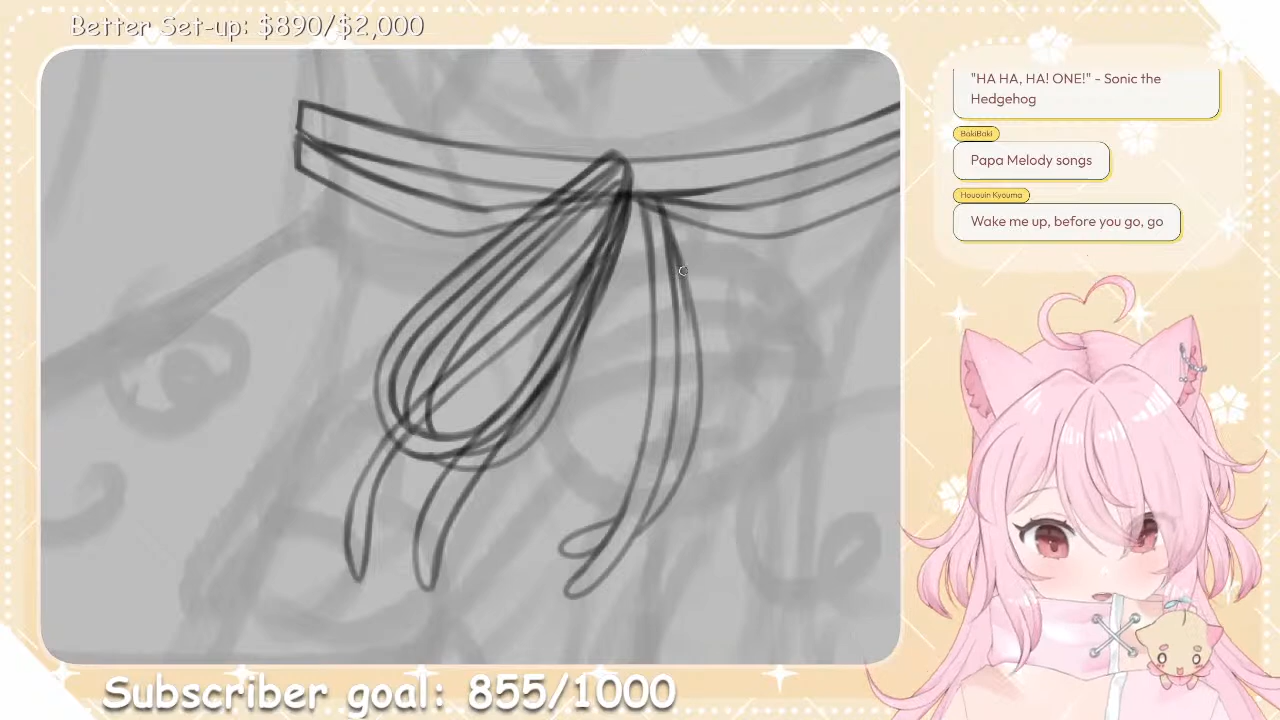 Better Set-up: $890/$2,000
"HA HA, HA! ONE!" - Sonic the
Hedgehog
BakiBaki
Papa Melody songs
Hououin Kyouma
Wake me up, before you go, go
Subscriber goal: 855/1000